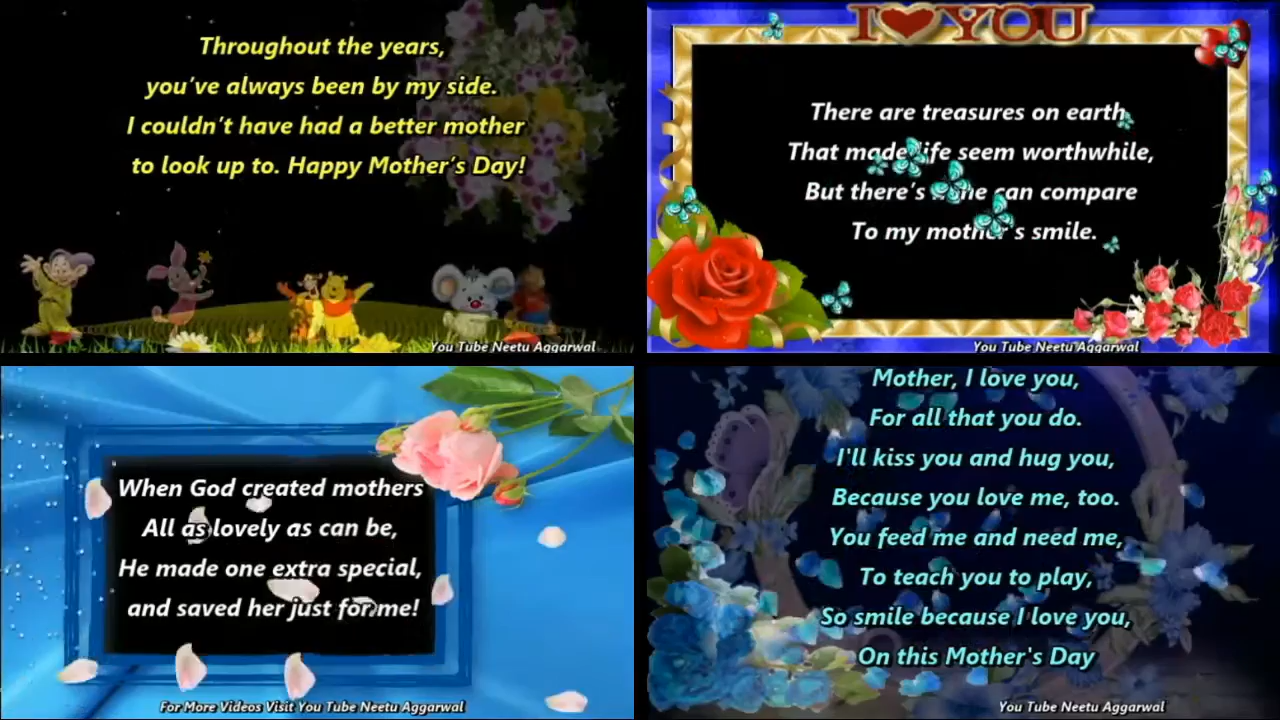 Throughout the years,
you've always been by my side.
I couldn't have had a better mother
to look up to. Happy Mother's Day!
You Tube Neetu Aggarwal
I YOU
There are treasures on earth
That made life seem worthwhile,
But there's can compare
To my mother's smile.
You Tube Neetu Aggarwal
When God created mothers
All as lovely as can be,
He made one extra special,
and saved her just for me!
For More Videos Visit You Tube Neetu Aggarwal
Mother, I love you,
For all that you do.
I'll kiss you and hug you,
Because you love me, too.
You feed me and need me,
To teach you to play,
So smile because I love you,
On this Mother's Day
You Tube Neetu Aggarwal